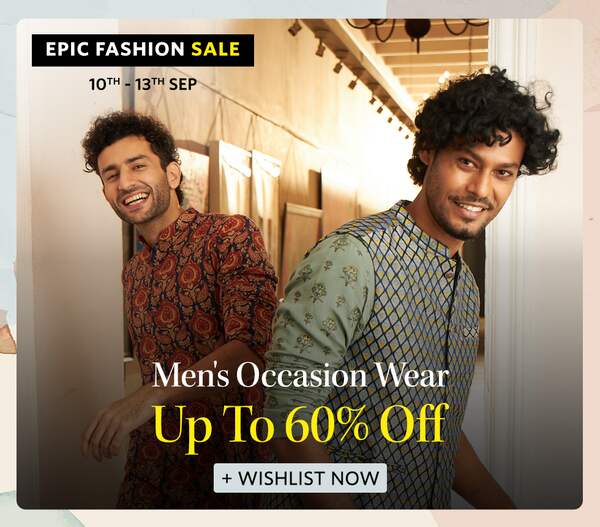 EPIC FASHION SALE
10TH - 13TH SEP
Men's Occasion Wear
Up To 60% Off
+ WISHLIST NOW